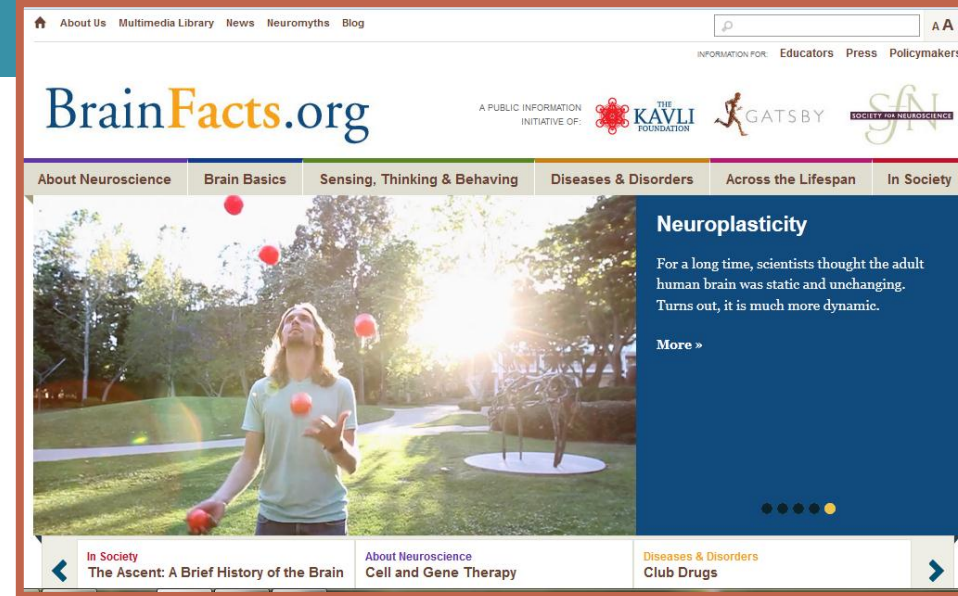 About Us Multimedia Library News Neuromyths Blog
A A
INFORMATION FOR: Educators Press Policymakers
BrainFacts.org
A PUBLIC INFORMATION
INITIATIVE OF:
THE
KAVLI
FOUNDATION
GATSBY
SfN
SOCIETY FOR NEUROSCIENCE
About Neuroscience Brain Basics Sensing, Thinking & Behaving Diseases & Disorders Across the Lifespan In Society
Neuroplasticity
For a long time, scientists thought the adult
human brain was static and unchanging.
Turns out, it is much more dynamic.
More »
In Society
The Ascent: A Brief History of the Brain
About Neuroscience
Cell and Gene Therapy
Diseases & Disorders
Club Drugs